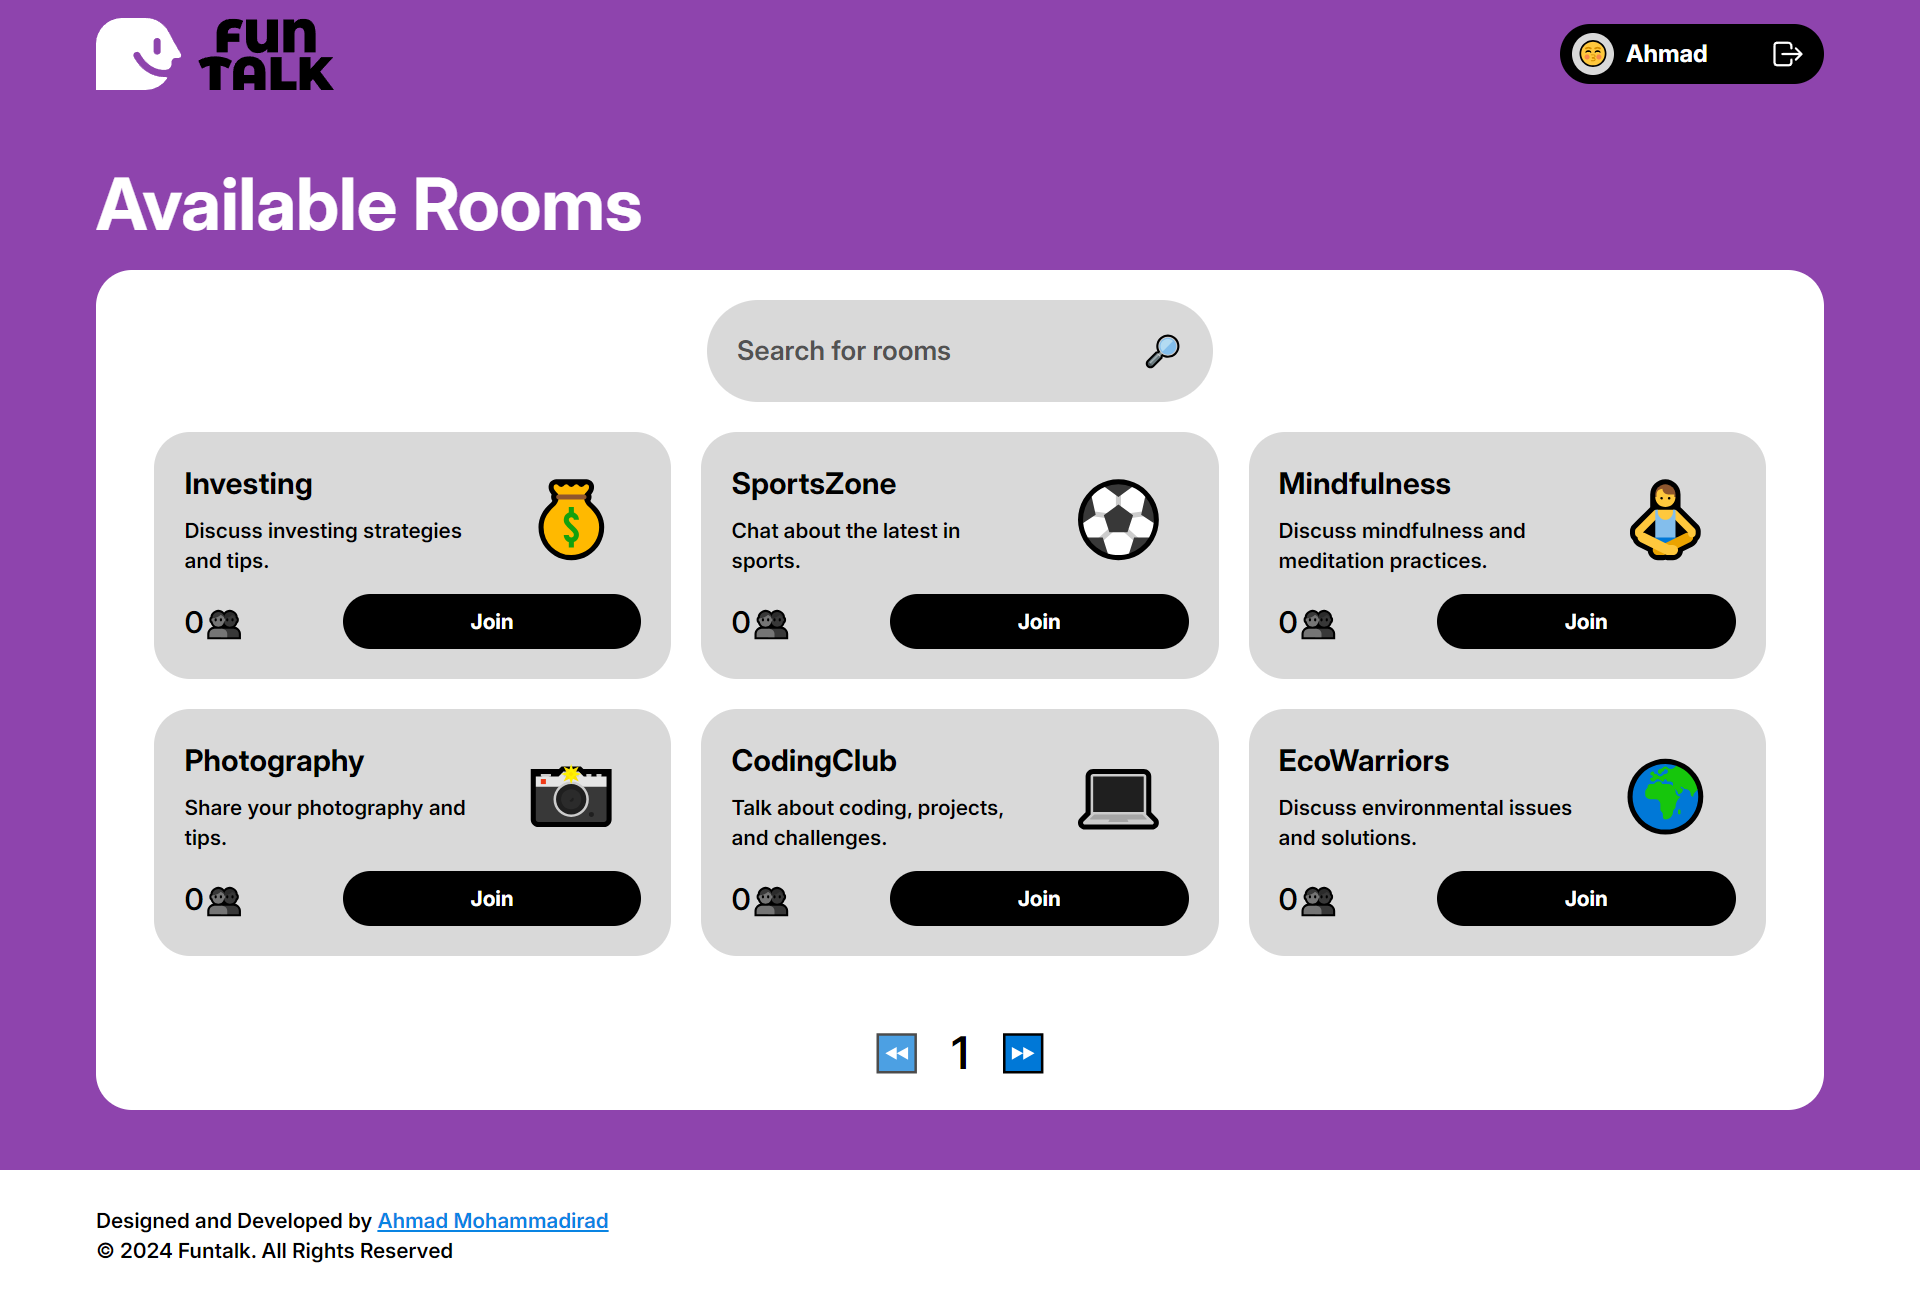 FUN
TALK
Ahmad
Available Rooms
Search for rooms
Investing
Discuss investing strategies
and tips.
0
Join
SportsZone
Chat about the latest in
sports.
0
Join
Mindfulness
Discuss mindfulness and
meditation practices.
0
Join
Photography
Share your photography and
tips.
0
Join
CodingClub
Talk about coding, projects,
and challenges.
0
Join
EcoWarriors
Discuss environmental issues
and solutions.
0
Join
1
Designed and Developed by Ahmad Mohammadirad
© 2024 Funtalk. All Rights Reserved